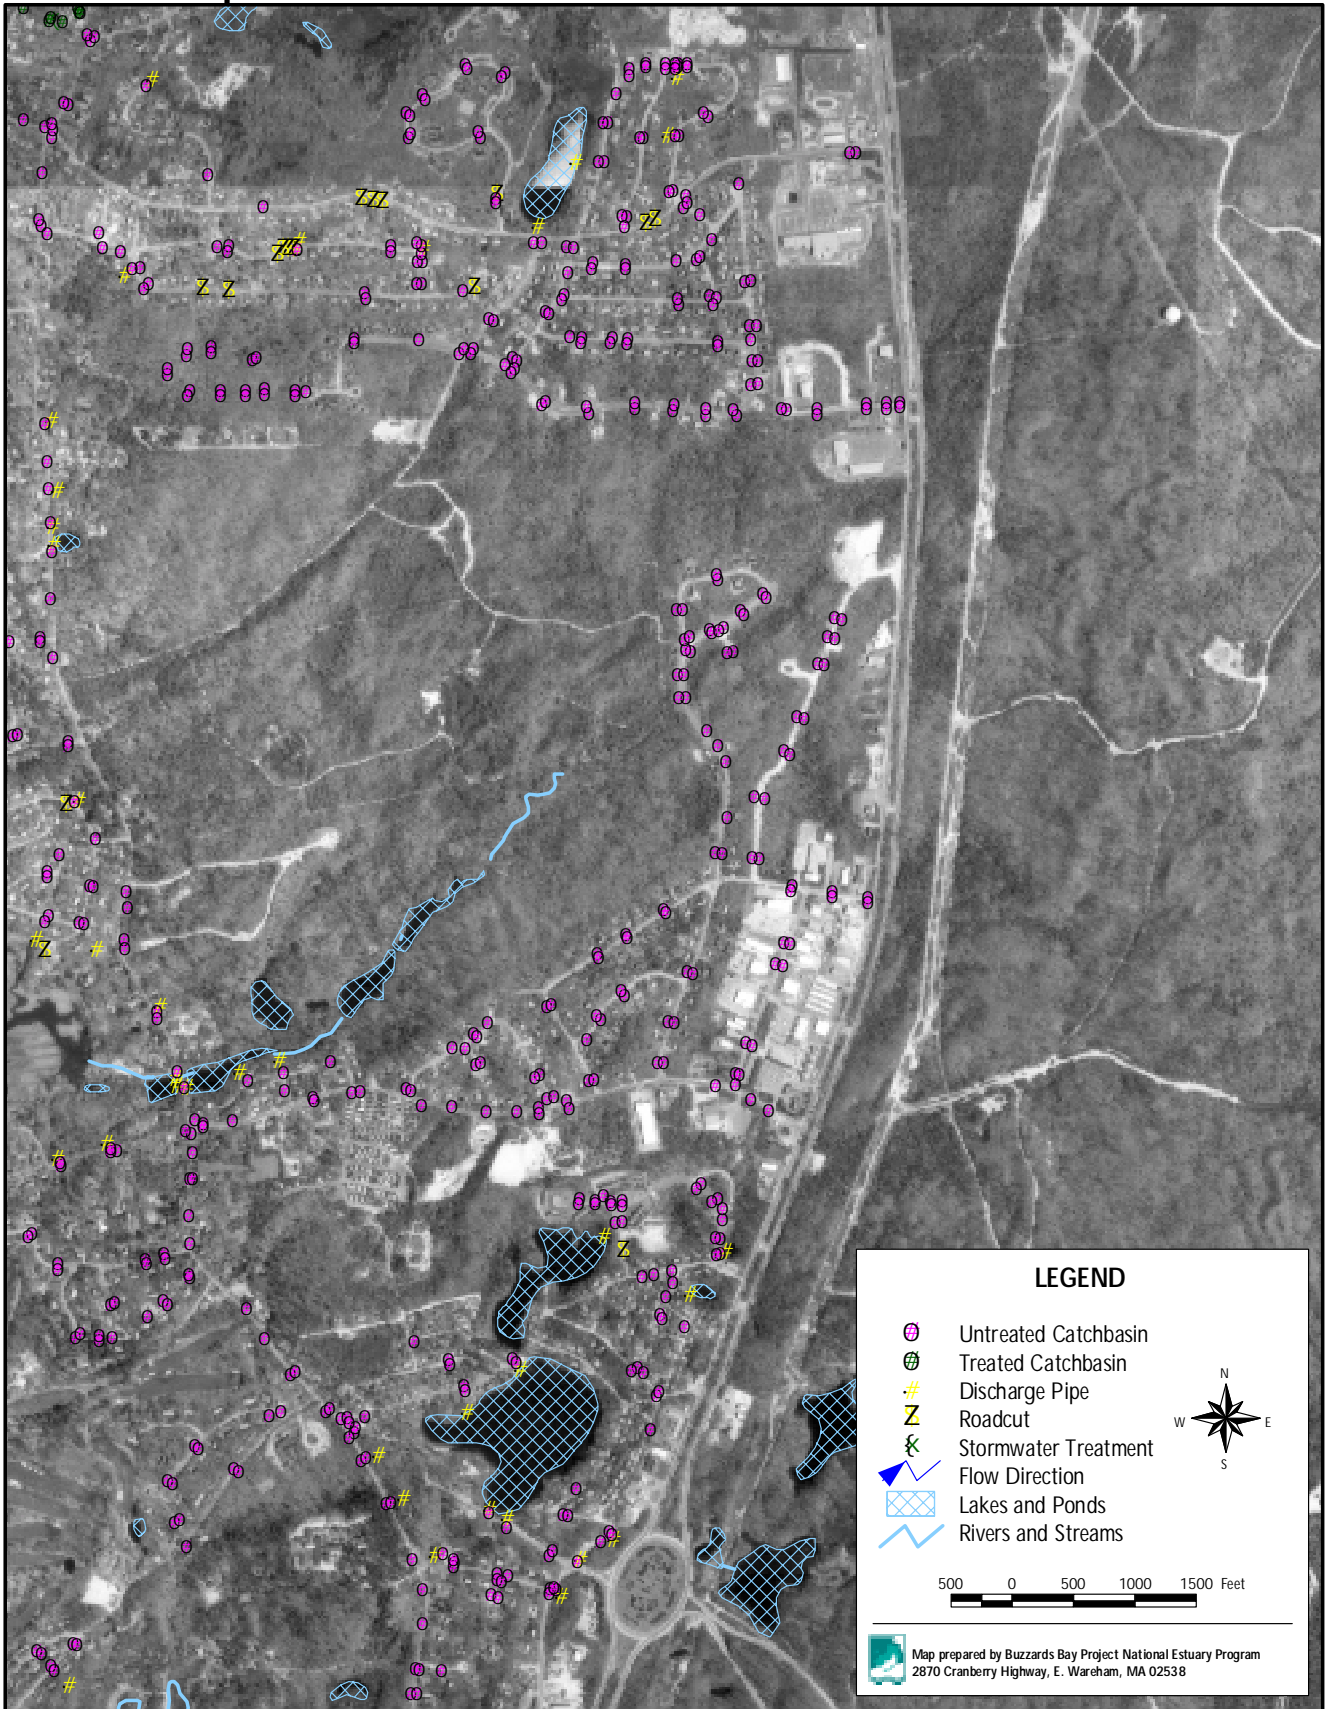 LEGEND
Untreated Catchbasin
Treated Catchbasin
Discharge Pipe
Roadcut
Stormwater Treatment
Flow Direction
Lakes and Ponds
Rivers and Streams
N
W E
S
500 0 500 1000 1500 Feet
Map prepared by Buzzards Bay Project National Estuary Program
2870 Cranberry Highway, E. Wareham, MA 02538